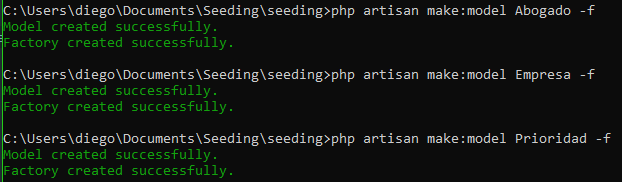 C:\Users\diego\Documents\Seeding\seeding>php artisan make:model Abogado -f
Model created successfully.
Factory created successfully.
C:\Users\diego\Documents\Seeding\seeding>php artisan make:model Empresa -f
Model created successfully.
Factory created successfully.
C:\Users\diego\Documents\Seeding\seeding>php artisan make:model Prioridad -f
Model created successfully.
Factory created successfully.